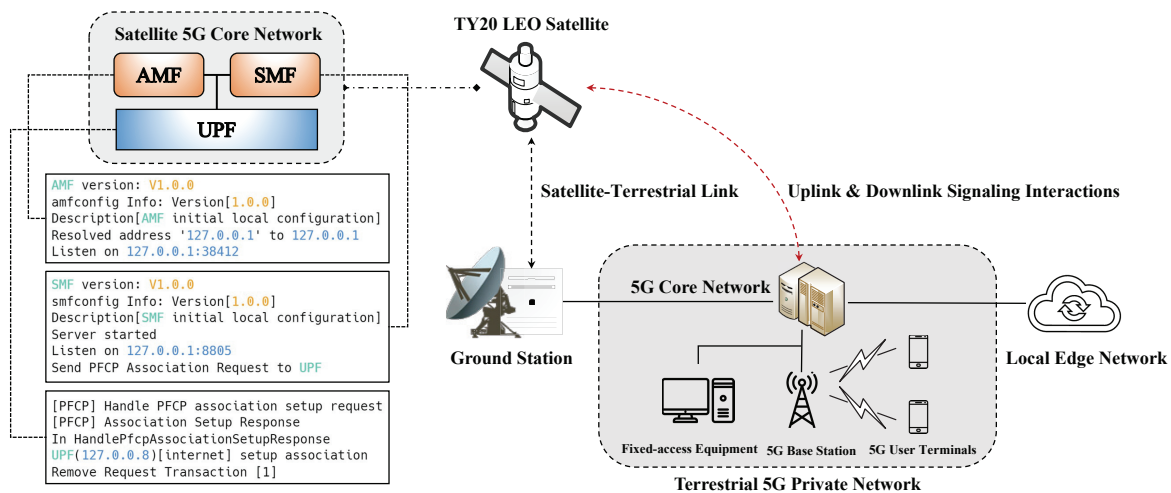 Satellite 5G Core Network
AMF
SMF
UPF
AMF version: V1.0.0
amfconfig Info: Version[1.0.0]
Description[AMF initial local configuration]
Resolved address '127.0.0.1' to 127.0.0.1
Listen on 127.0.0.1:38412
SMF version: V1.0.0
smfconfig Info: Version[1.0.0]
Description[SMF initial local configuration]
Server started
Listen on 127.0.0.1:8805
Send PFCP Association Request to UPF
[PFCP] Handle PFCP association setup request
[PFCP] Association Setup Response
In HandlePfcpAssociationSetupResponse
UPF(127.0.0.8)[internet] setup association
Remove Request Transaction [1]
TY20 LEO Satellite
Satellite-Terrestrial Link
Uplink & Downlink Signaling Interactions
Ground Station
5G Core Network
Local Edge Network
Fixed-access Equipment
5G Base Station
5G User Terminals
Terrestrial 5G Private Network